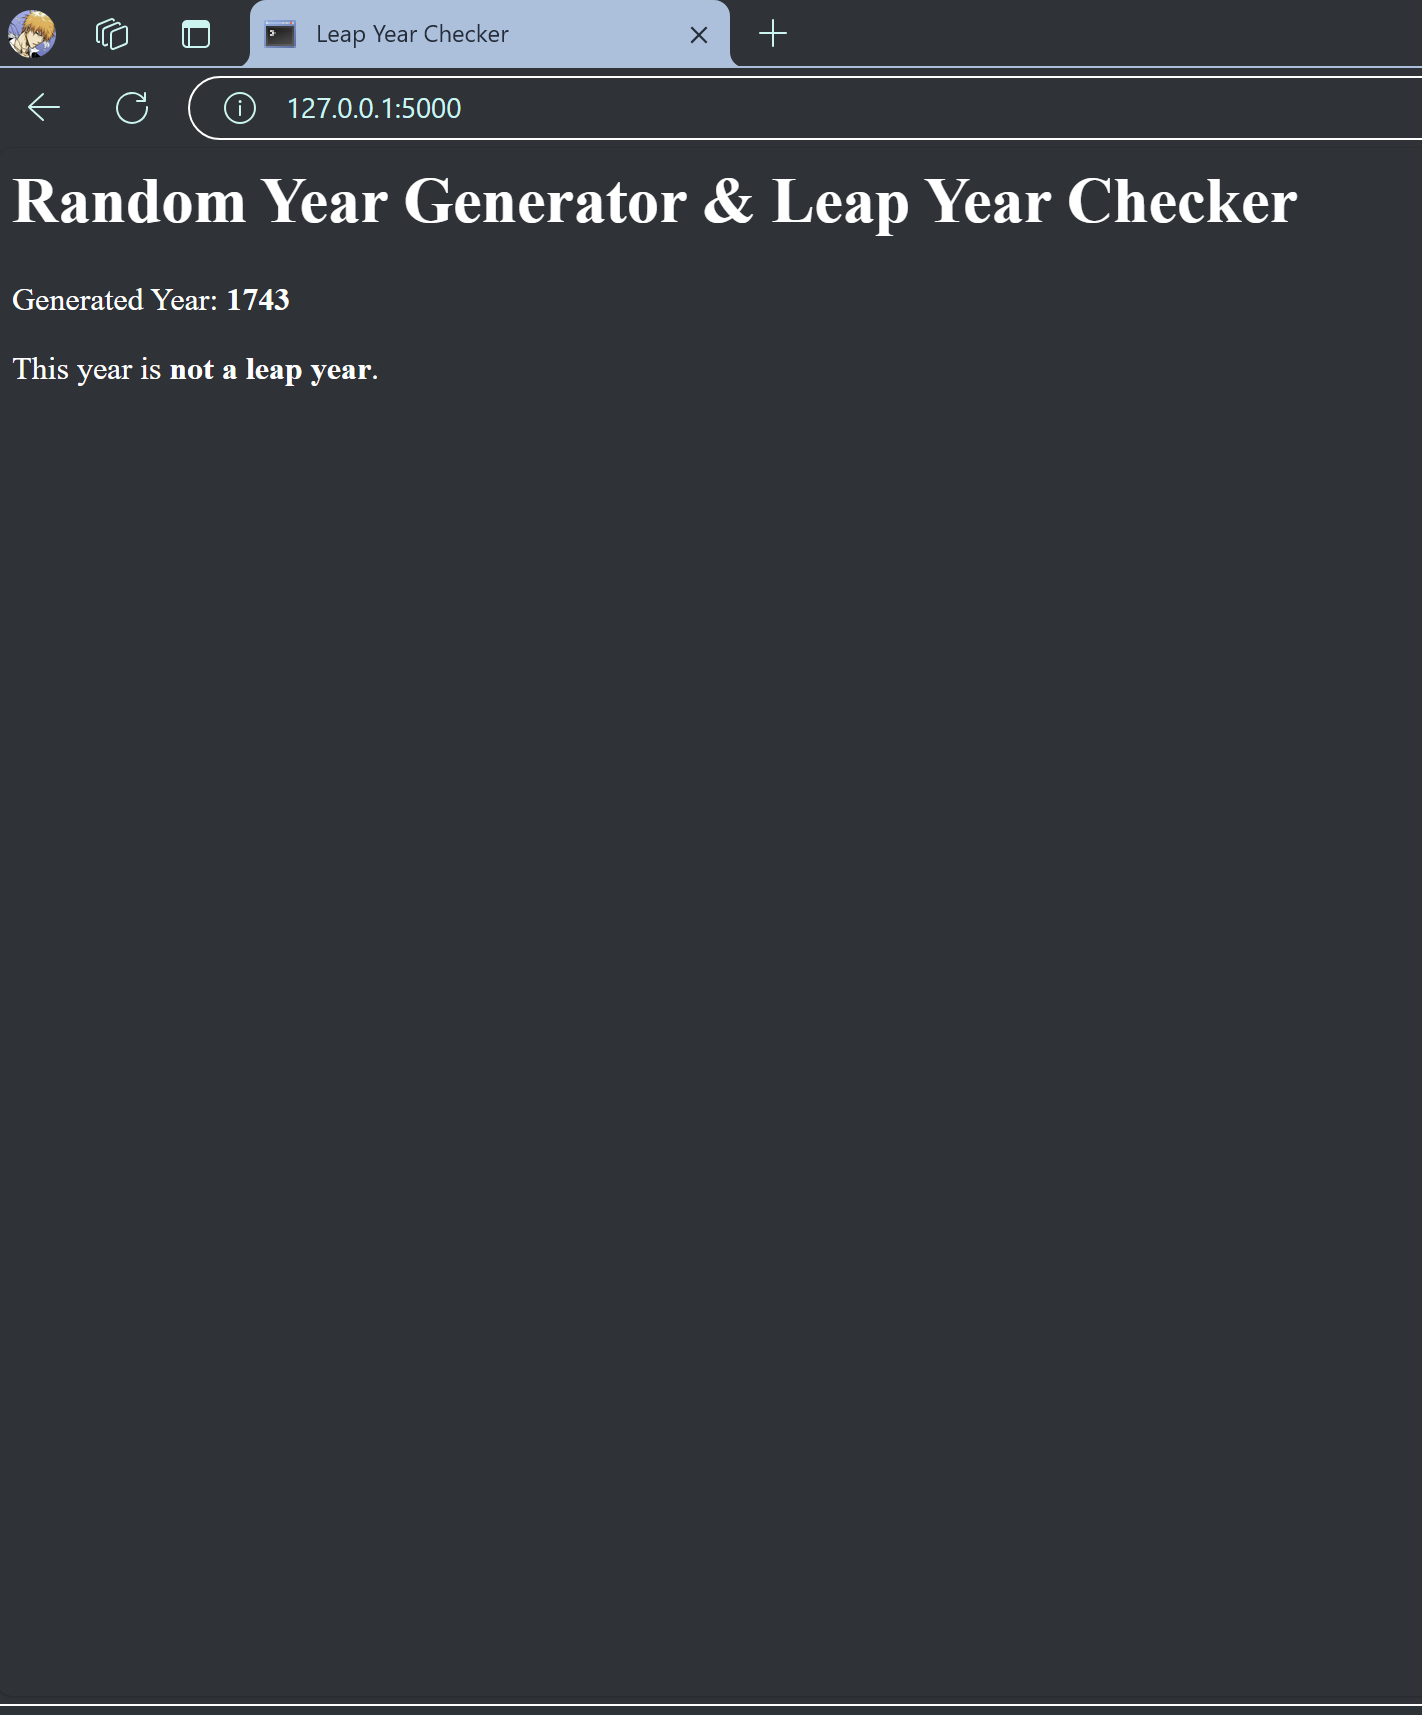 Leap Year Checker
127.0.0.1:5000
Random Year Generator & Leap Year Checker
Generated Year: 1743
This year is not a leap year.